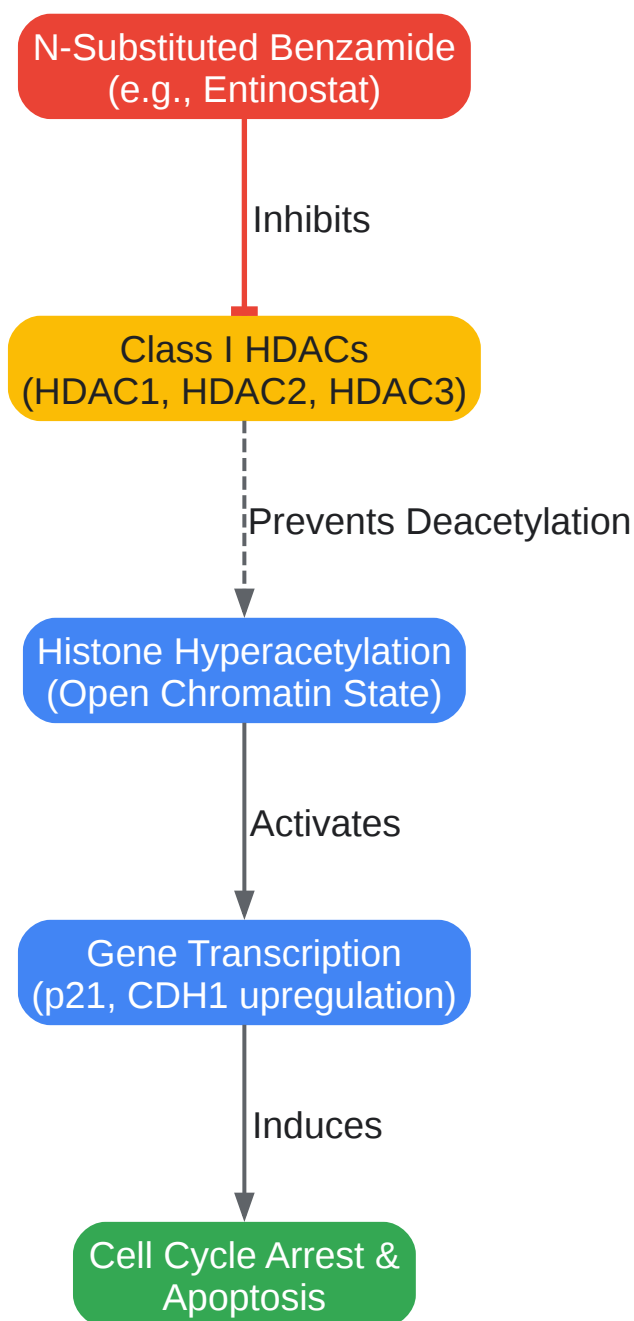 N-Substituted Benzamide
(e.g., Entinostat)
Inhibits
Class I HDACs
(HDAC1, HDAC2, HDAC3)
Prevents Deacetylation
Histone Hyperacetylation
(Open Chromatin State)
Activates
Gene Transcription
(p21, CDH1 upregulation)
Induces
Cell Cycle Arrest &
Apoptosis